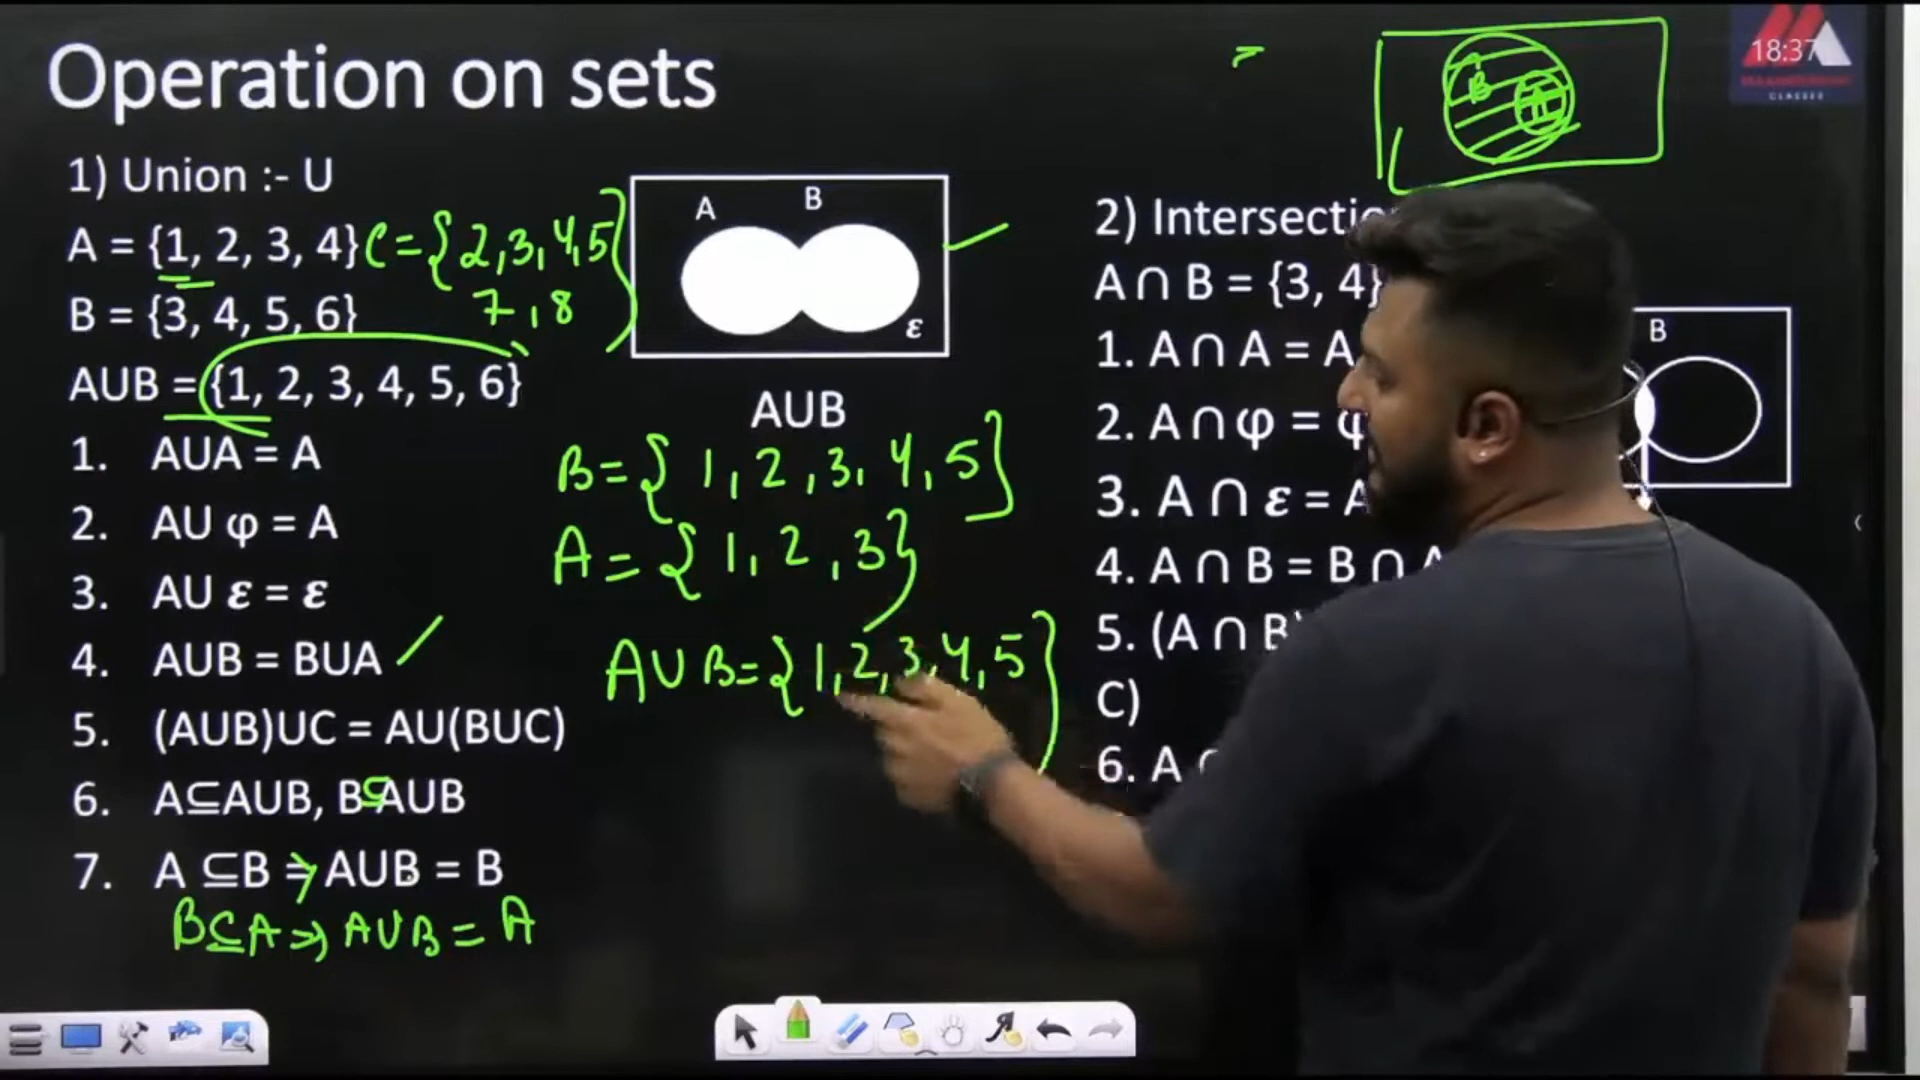 Operation on sets
1) Union :- U
A = {1, 2, 3, 4} C = {2,3,4,5
7,8}
B = {3, 4, 5, 6}
AUB = {1, 2, 3, 4, 5, 6}
1. AUA = A
2. AU φ = A
3. AU ε = ε
4. AUB = BUA
5. (AUB)UC = AU(BUC)
6. A⊆AUB, B⊆AUB
7. A ⊆B ⇒ AUB = B
B⊆A ⇒ AUB = A
A B
ε
AUB
B = { 1, 2, 3, 4, 5}
A = { 1, 2, 3}
AUB = {1,2,3,4,5}
B A
18:37
CLASSES
2) Intersectio
A ∩ B = {3, 4}
1. A ∩ A = A
2. A ∩ φ = φ
3. A ∩ ε = A
4. A ∩ B = B ∩ A
5. (A ∩ B)
C)
6. A
B